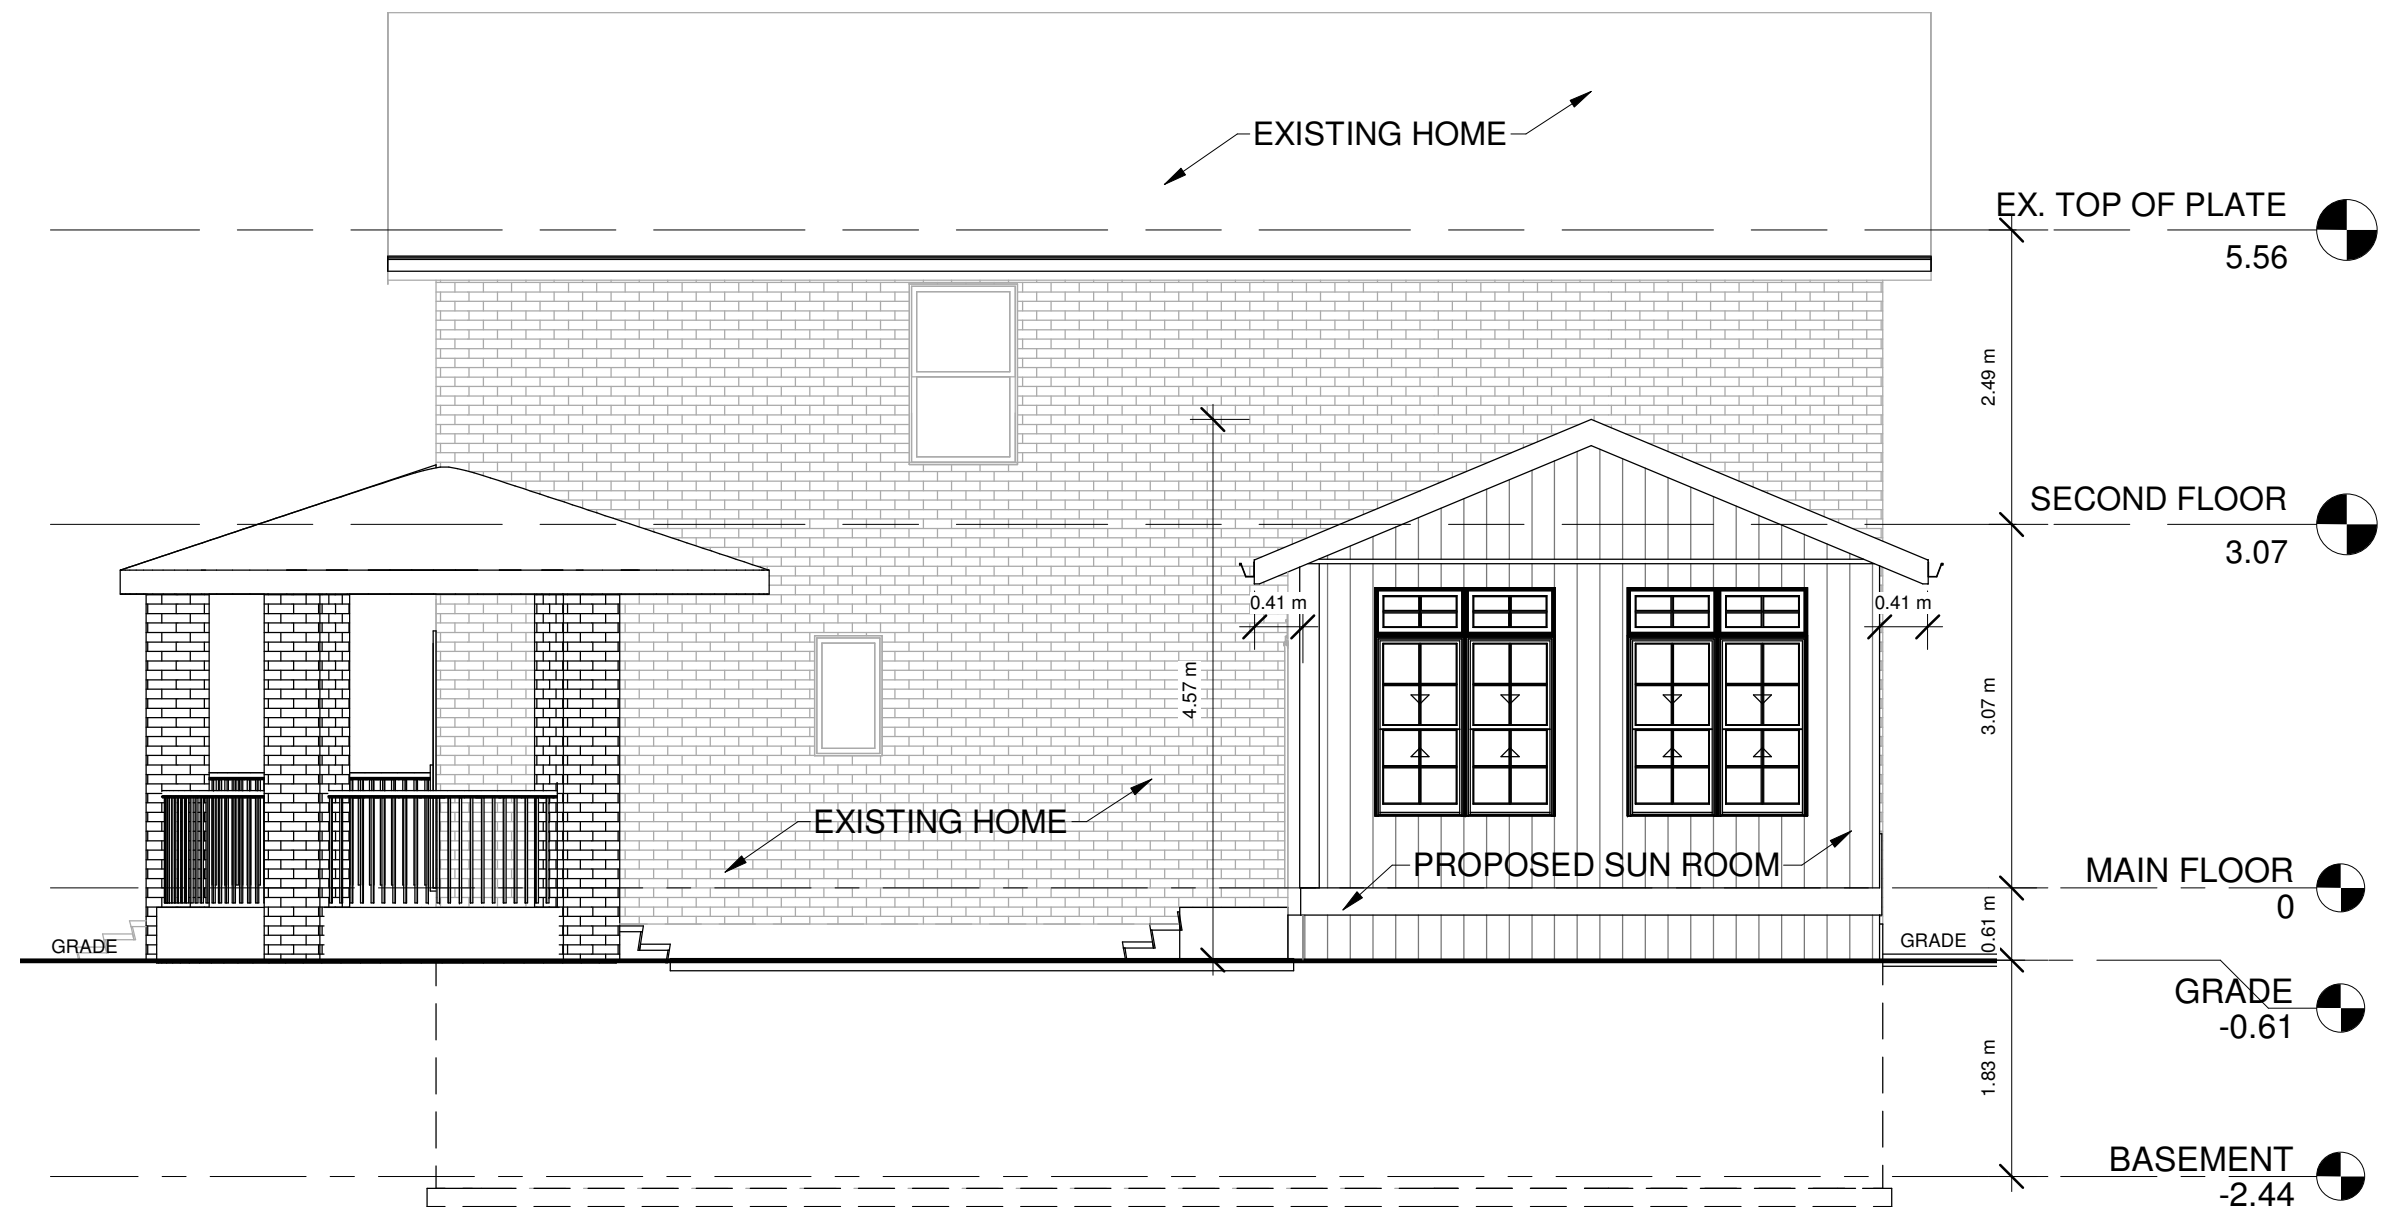 EXISTING HOME
EX. TOP OF PLATE
5.56
2.49 m
SECOND FLOOR
3.07
0.41 m
0.41 m
4.57 m
3.07 m
EXISTING HOME
PROPOSED SUN ROOM
MAIN FLOOR
0
GRADE
GRADE
0.61 m
GRADE
-0.61
1.83 m
BASEMENT
-2.44